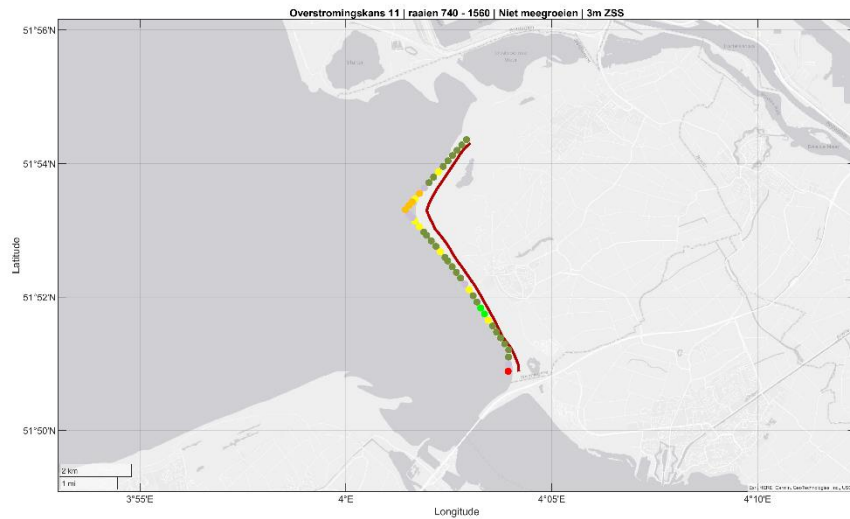 Overstromingskans 11 | raaien 740 - 1560 | Niet meegroeien | 3m ZSS
51°56'N
51°54'N
Latitude
51°52'N
51°50'N
2 km
1 mi
3°55'E
4°E
4°05'E
4°10'E
Longitude